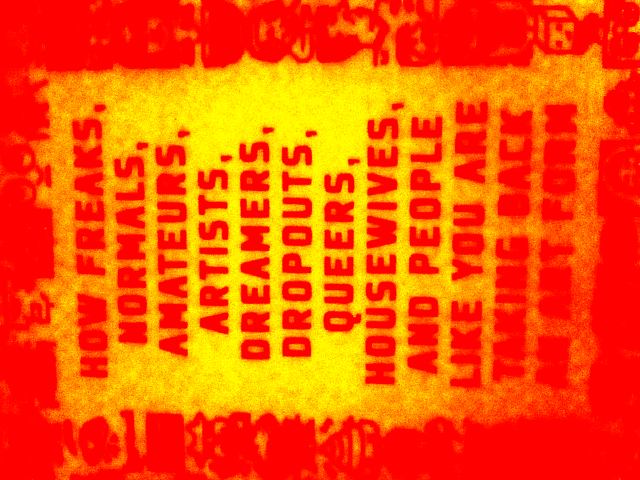 HOW FREAKS,
NORMALS,
AMATEURS,
ARTISTS,
DREAMERS,
DROPOUTS,
QUEERS,
HOUSEWIVES,
AND PEOPLE
LIKE YOU ARE
TAKING BACK
AN ART FORM